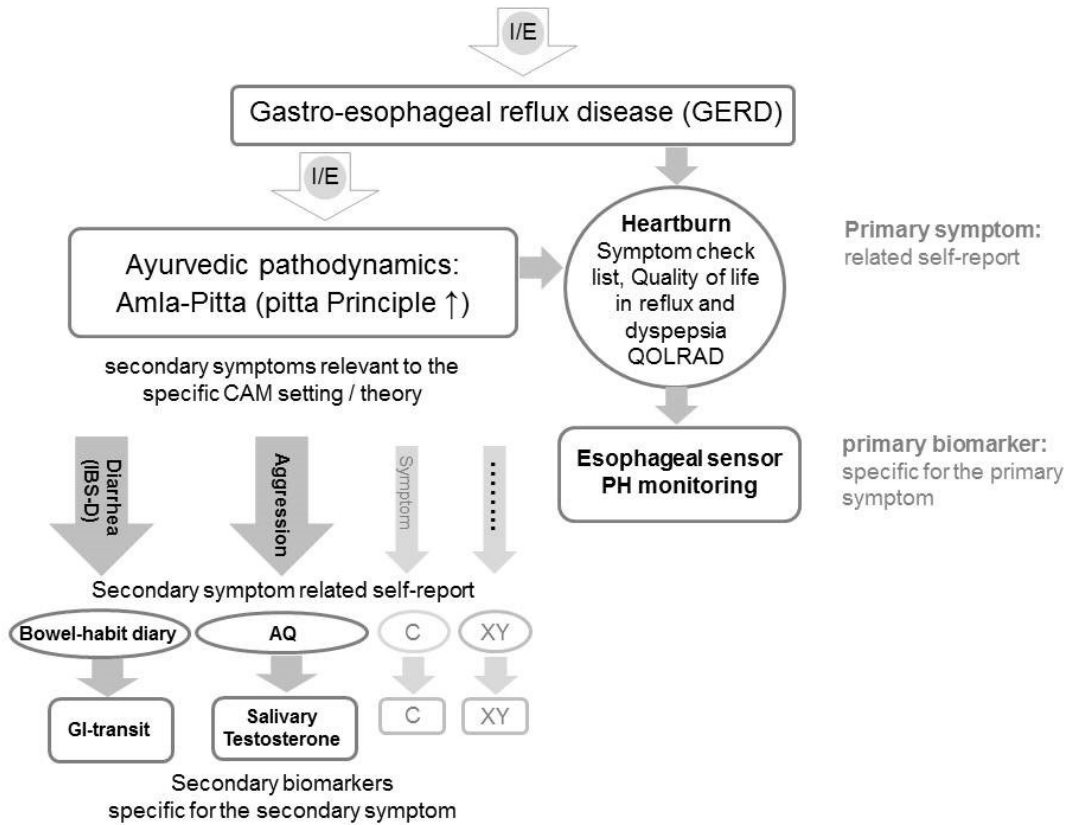 I/E
Gastro-esophageal reflux disease (GERD)
I/E
Ayurvedic pathodynamics:
Amla-Pitta (pitta Principle ↑)
Heartburn
Symptom check
list, Quality of life
in reflux and
dyspepsia
QOLRAD
Primary symptom:
related self-report
secondary symptoms relevant to the
specific CAM setting / theory
Esophageal sensor
PH monitoring
primary biomarker:
specific for the primary
symptom
Diarrhea
(IBS-D)
Aggression
Symptom
........
Secondary symptom related self-report
Bowel-habit diary
AQ
C
XY
GI-transit
Salivary
Testosterone
C
XY
Secondary biomarkers
specific for the secondary symptom